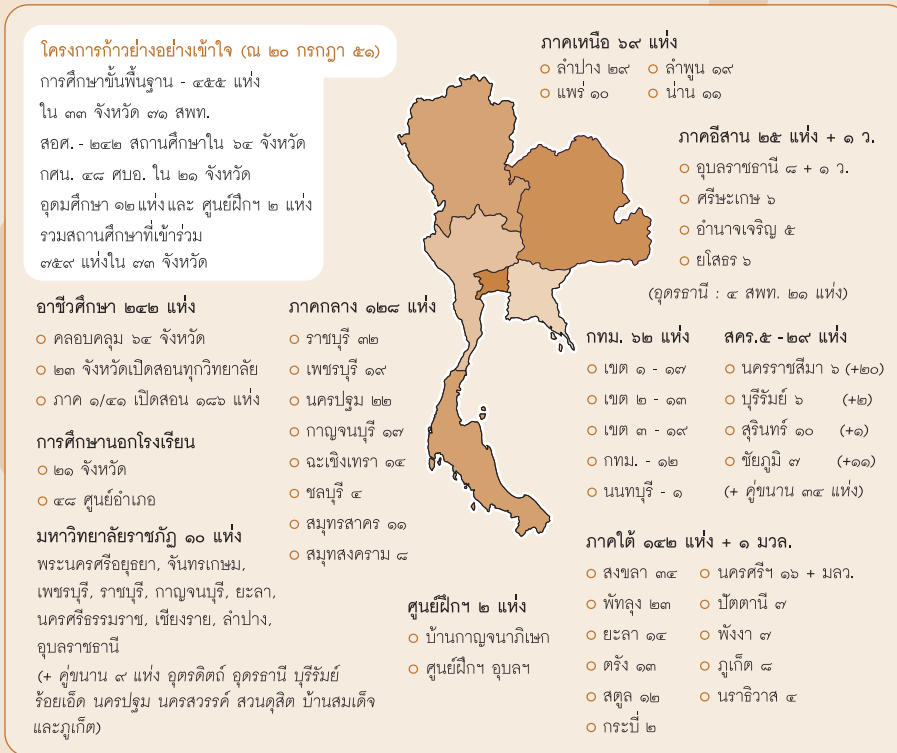 โครงการก้าวย่างอย่างเข้าใจ (ณ ๒๐ กรกฎา ๕๑)
การศึกษาขั้นพื้นฐาน - ๔๕๕ แห่ง
ใน ๓๓ จังหวัด ๗๑ สพท.
สอศ. - ๒๔๒ สถานศึกษาใน ๖๔ จังหวัด
กศน. ๔๘ ศบอ. ใน ๒๑ จังหวัด
อุดมศึกษา ๑๒ แห่งและ ศูนย์ฝึกฯ ๒ แห่ง
รวมสถานศึกษาที่เข้าร่วม
๗๕๙ แห่งใน ๗๓ จังหวัด
ภาคเหนือ ๖๙ แห่ง
ลำปาง ๒๙
ลำพูน ๑๙
แพร่ ๑๐
น่าน ๑๑
ภาคอีสาน ๒๕ แห่ง + ๑ ว.
อุบลราชธานี ๘ + ๑ ว.
ศรีษะเกษ ๖
อำนาจเจริญ ๕
ยโสธร ๖
(อุดรธานี : ๔ สพท. ๒๑ แห่ง)
อาชีวศึกษา ๒๔๒ แห่ง
คลอบคลุม ๖๔ จังหวัด
๒๓ จังหวัดเปิดสอนทุกวิทยาลัย
ภาค ๑/๔๑ เปิดสอน ๑๘๖ แห่ง
การศึกษานอกโรงเรียน
๒๑ จังหวัด
๔๘ ศูนย์อำเภอ
มหาวิทยาลัยราชภัฏ ๑๐ แห่ง
พระนครศรีอยุธยา, จันทรเกษม,
เพชรบุรี, ราชบุรี, กาญจนบุรี, ยะลา,
นครศรีธรรมราช, เชียงราย, ลำปาง,
อุบลราชธานี
(+ คู่ขนาน ๙ แห่ง อุตรดิตถ์ อุดรธานี บุรีรัมย์
ร้อยเอ็ด นครปฐม นครสวรรค์ สวนดุสิต บ้านสมเด็จ
และภูเก็ต)
ภาคกลาง ๑๒๘ แห่ง
ราชบุรี ๓๒
เพชรบุรี ๑๙
นครปฐม ๒๒
กาญจนบุรี ๑๗
ฉะเชิงเทรา ๑๔
ชลบุรี ๔
สมุทรสาคร ๑๑
สมุทสงคราม ๘
ศูนย์ฝึกฯ ๒ แห่ง
บ้านกาญจนาภิเษก
ศูนย์ฝึกฯ อุบลฯ
กทม. ๖๒ แห่ง
เขต ๑ - ๑๗
เขต ๒ - ๑๓
เขต ๓ - ๑๙
กทม. - ๑๒
นนทบุรี - ๑
สคร.๕ -๒๙ แห่ง
นครราชสีมา ๖ (+๒๐)
บุรีรัมย์ ๖ (+๒)
สุรินทร์ ๑๐ (+๑)
ชัยภูมิ ๗ (+๑๑)
(+ คู่ขนาน ๓๔ แห่ง)
ภาคใต้ ๑๔๒ แห่ง + ๑ มวล.
สงขลา ๓๔
นครศรีฯ ๑๖ + มลว.
พัทลุง ๒๓
ปัตตานี ๗
ยะลา ๑๔
พังงา ๗
ตรัง ๑๓
ภูเก็ต ๘
สตูล ๑๒
นราธิวาส ๔
กระบี่ ๒